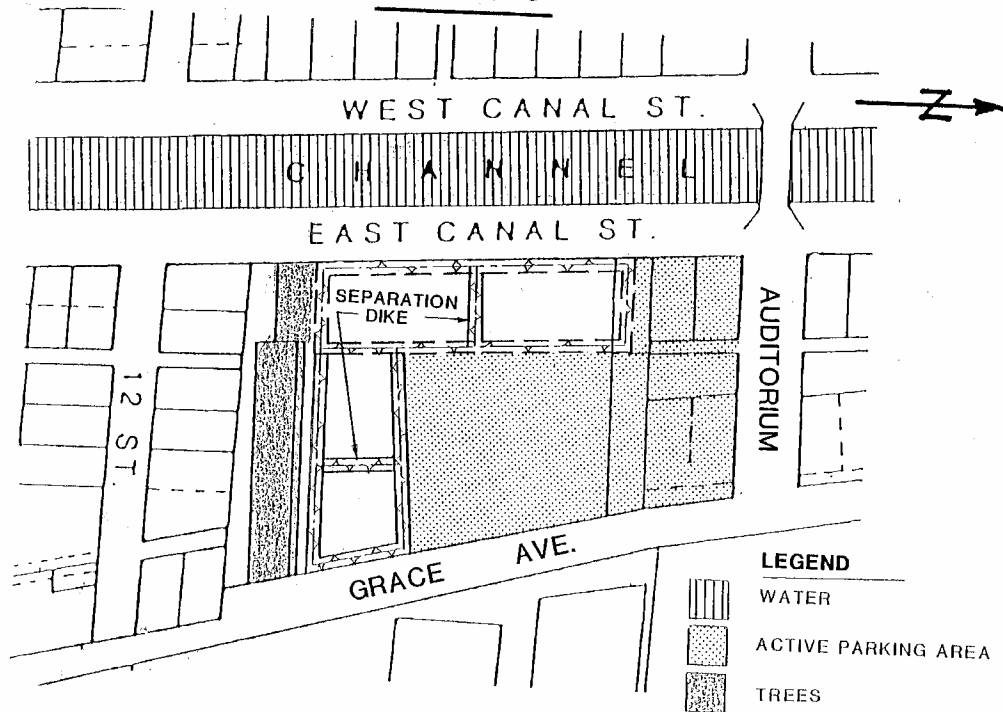 WEST CANAL ST.
N
CHANNEL
EAST CANAL ST.
SEPARATION
DIKE
AUDITORIUM
12 ST.
GRACE AVE.
LEGEND
WATER
ACTIVE PARKING AREA
TREES